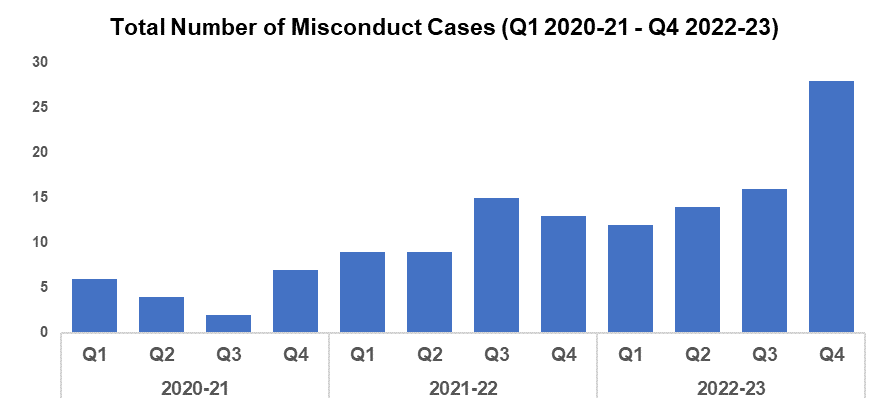 Total Number of Misconduct Cases (Q1 2020-21 - Q4 2022-23)
30
25
20
15
10
5
0
Q1 Q2 Q3 Q4 Q1 Q2 Q3 Q4 Q1 Q2 Q3 Q4
2020-21 2021-22 2022-23